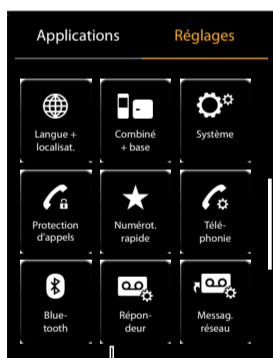 Applications
Réglages
Langue +
localisat.
Combiné
+ base
Système
Protection
d'appels
Numérot.
rapide
Télé-
phonie
Blue-
tooth
Répon-
deur
Messag.
réseau